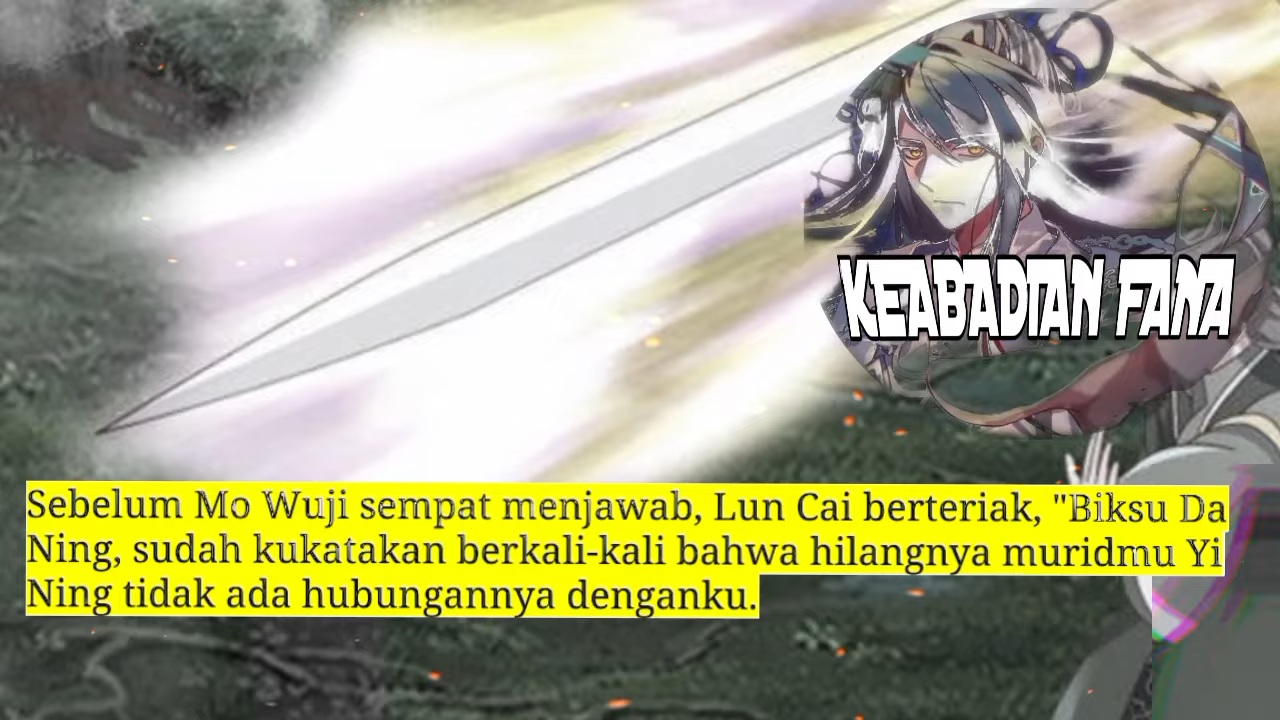 KEABADIAN FANA
Sebelum Mo Wuji sempat menjawab, Lun Cai berteriak, "Biksu Da
Ning, sudah kukatakan berkali-kali bahwa hilangnya muridmu Yi
Ning tidak ada hubungannya denganku.